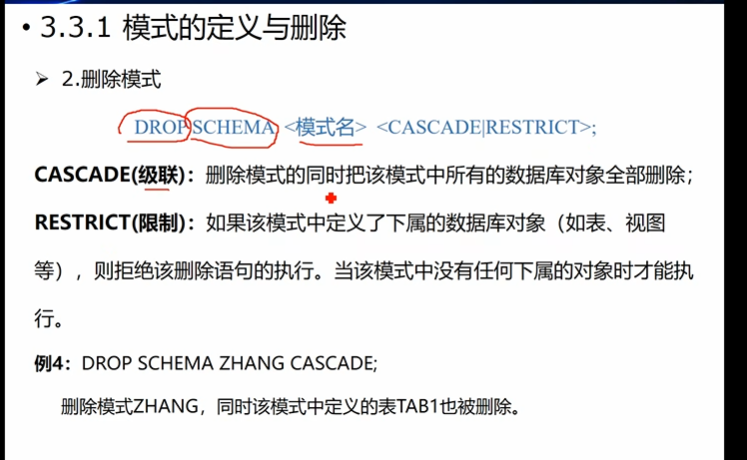 • 3.3.1 模式的定义与删除
➢ 2.删除模式
DROP SCHEMA <模式名> <CASCADE|RESTRICT>;
CASCADE(级联)：删除模式的同时把该模式中所有的数据库对象全部删除；
RESTRICT(限制)：如果该模式中定义了下属的数据库对象（如表、视图
等），则拒绝该删除语句的执行。当该模式中没有任何下属的对象时才能执
行。
例4：DROP SCHEMA ZHANG CASCADE;
删除模式ZHANG，同时该模式中定义的表TAB1也被删除。